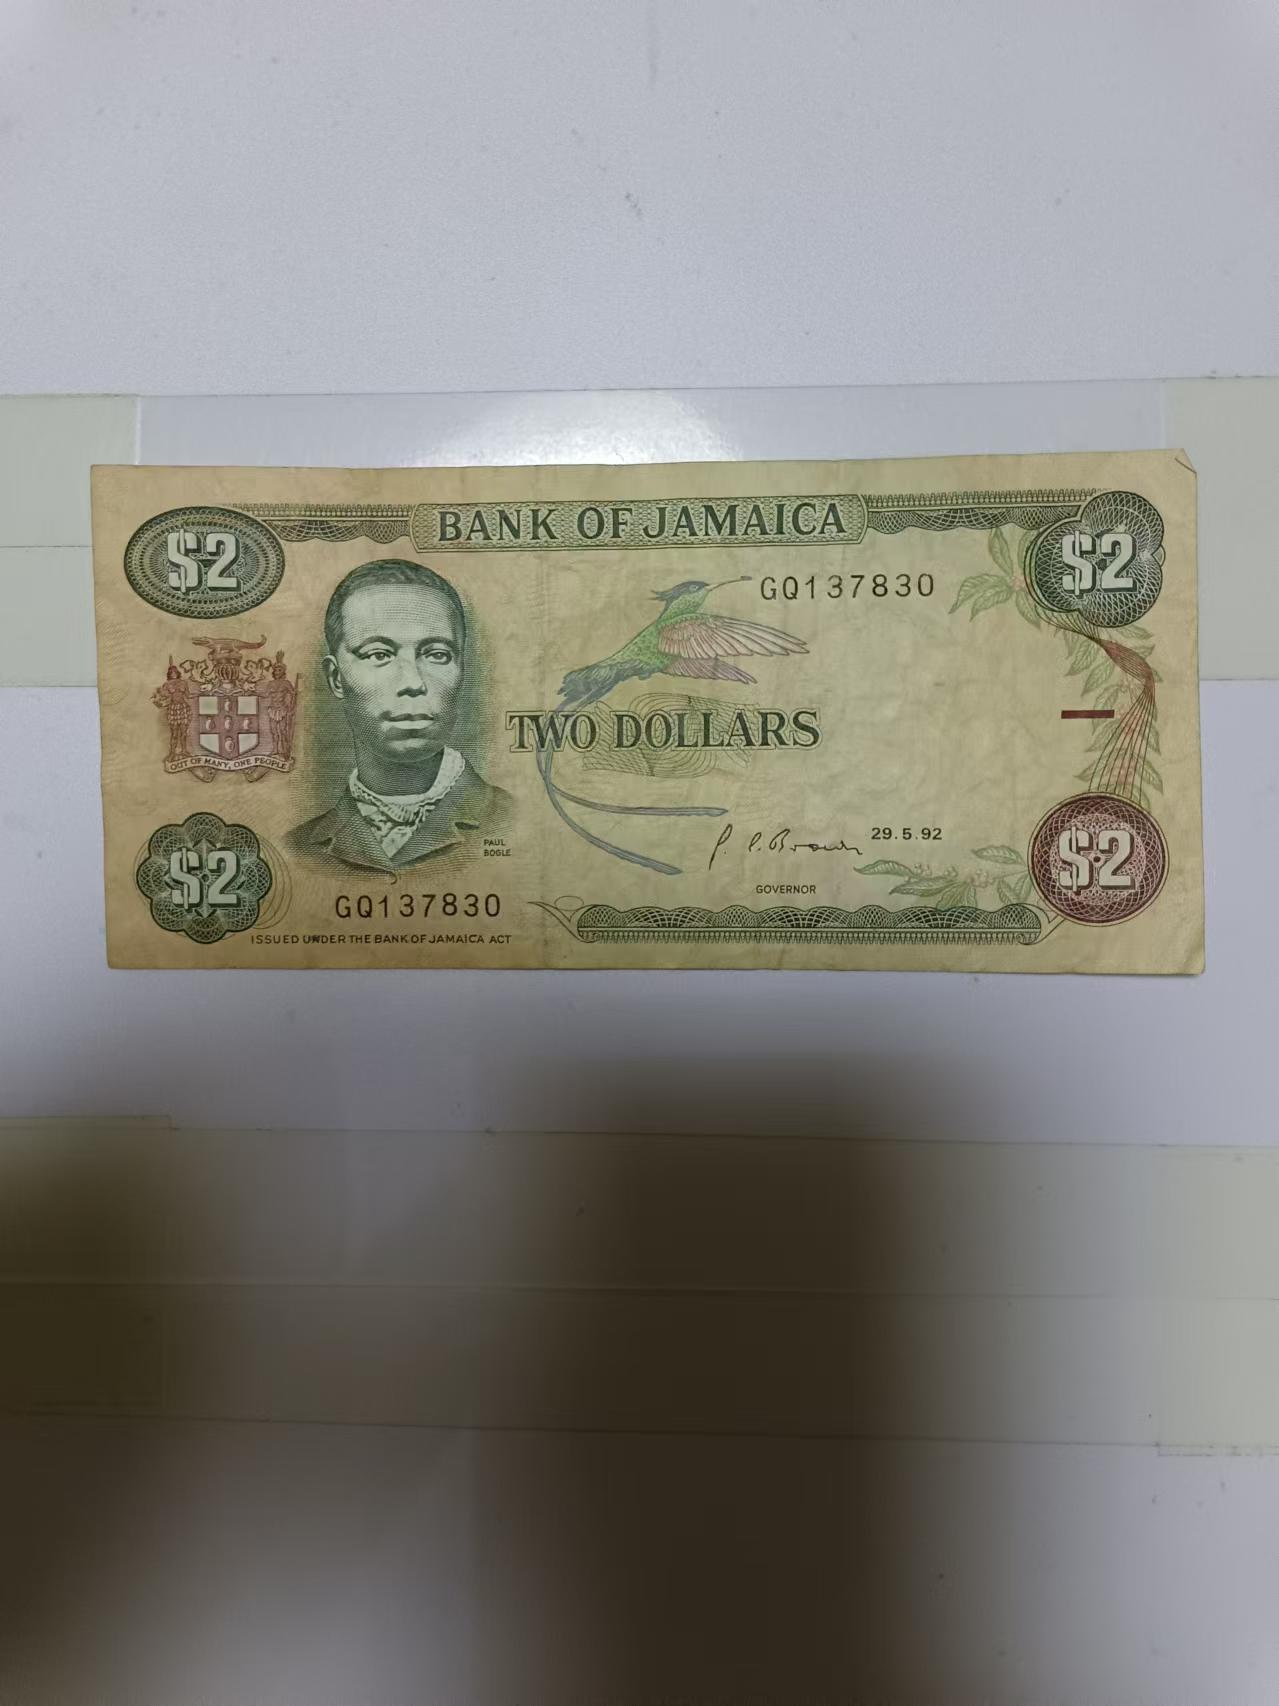 BANK OF JAMAICA
$2
$2
GQ137830
OUT OF MANY, ONE PEOPLE
TWO DOLLARS
PAUL
BOGLE
29.5.92
$2
$2
GOVERNOR
GQ137830
ISSUED UNDER THE BANK OF JAMAICA ACT